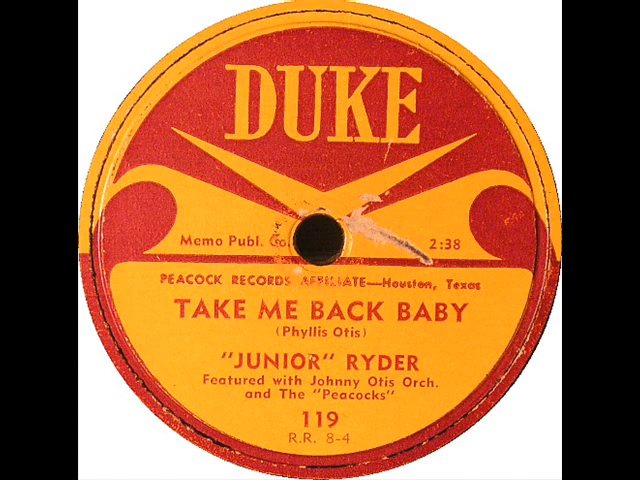 DUKE
Memo Publ. Co.
2:38
PEACOCK RECORDS AFFILIATE—Houston, Texas
TAKE ME BACK BABY
(Phyllis Otis)
"JUNIOR" RYDER
Featured with Johnny Otis Orch.
and The "Peacocks"
119
R.R. 8-4